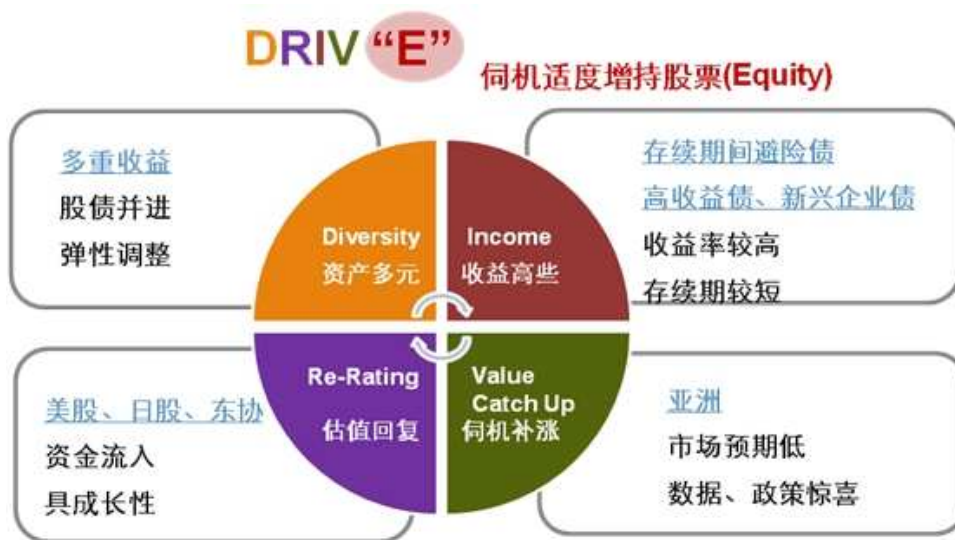 DRIV “E”
伺机适度增持股票(Equity)
多重收益
股债并进
弹性调整
Diversity
资产多元
Income
收益高些
存续期间避险债
高收益债、新兴企业债
收益率较高
存续期较短
美股、日股、东协
资金流入
具成长性
Re-Rating
估值回复
Value
Catch Up
伺机补涨
亚洲
市场预期低
数据、政策惊喜